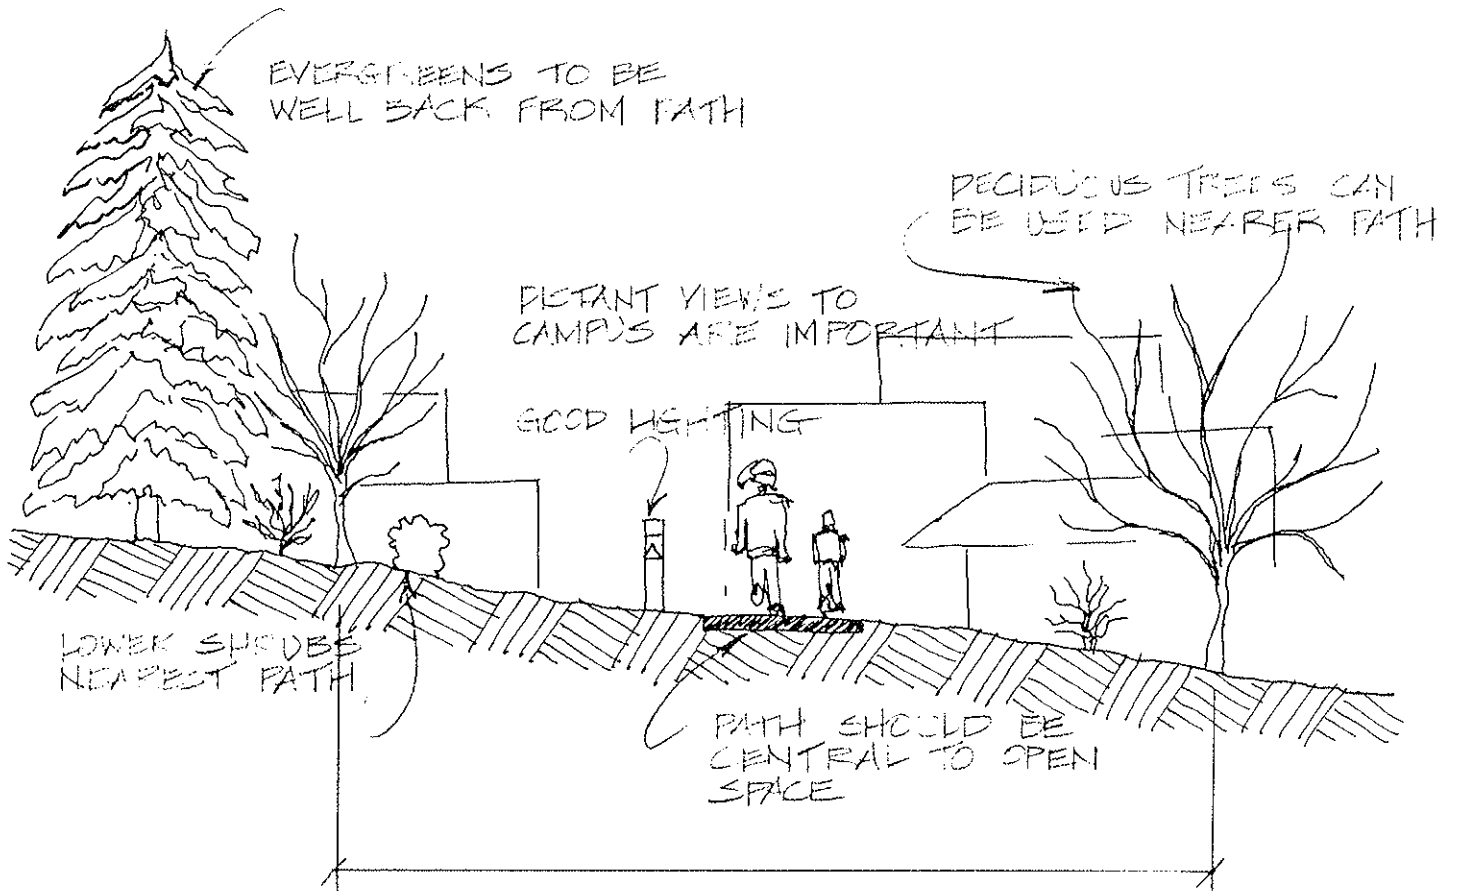 EVERGREENS TO BE
WELL BACK FROM PATH
DECIDUOUS TREES CAN
BE USED NEARER PATH
DISTANT VIEWS TO
CAMPUS ARE IMPORTANT
GOOD LIGHTING
LOWER SHRUBS
NEAREST PATH
PATH SHOULD BE
CENTRAL TO OPEN
SPACE